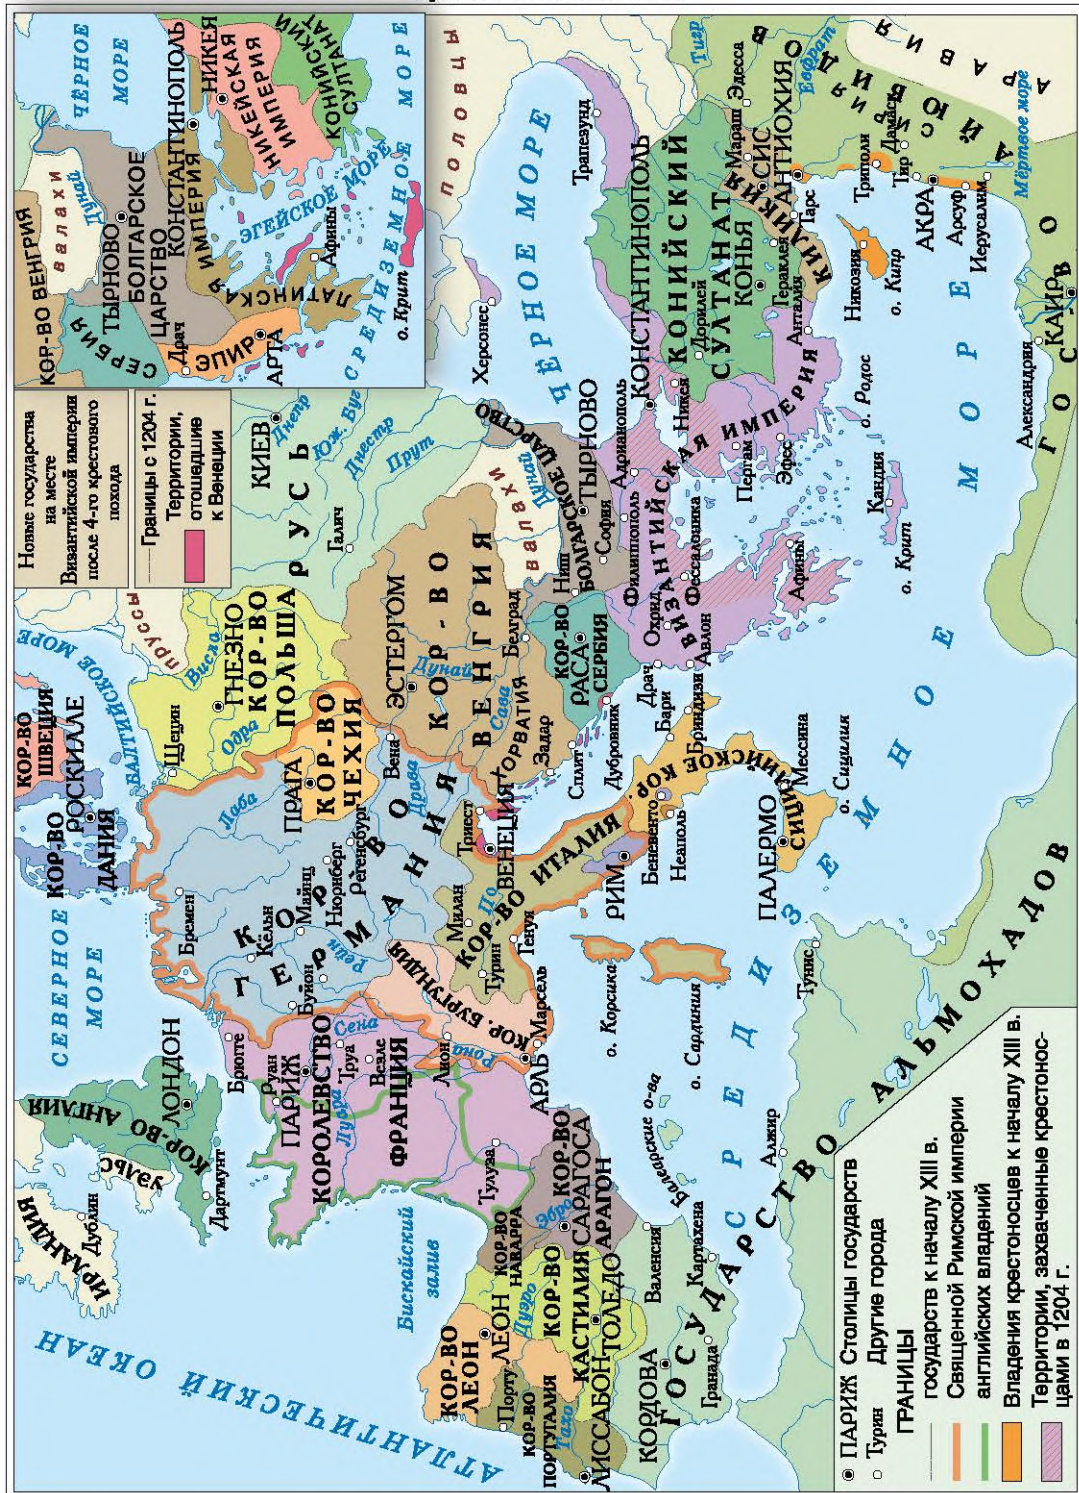 ЧЁРНОЕ
МОРЕ
КОР-ВО ВЕНГРИЯ
валахи
Дунай
СЕРБИЯ
ТЫРНОВО
БОЛГАРСКОЕ
ЦАРСТВО
КОНСТАНТИНОПОЛЬ
НИКЕЯ
НИКЕЙСКАЯ
ИМПЕРИЯ
КОНИЙСКИЙ
СУЛТАНАТ
ЛАТИНСКАЯ
ИМПЕРИЯ
Драч
ЭПИР
АРТА
Афины
ЭГЕЙСКОЕ МОРЕ
СРЕДИЗЕМНОЕ МОРЕ
о. Крит
Новые государства
на месте
Византийской империи
после 4-го крестового
похода
Границы с 1204 г.
Территории,
отошедшие
к Венеции
АТЛАНТИЧЕСКИЙ ОКЕАН
ИРЛАНДИЯ
Дублин
УЭЛЬС
КОР-ВО АНГЛИЯ
ЛОНДОН
Дартмут
СЕВЕРНОЕ
МОРЕ
КОР-ВО
ДАНИЯ
РОСКИЛЛЕ
КОР-ВО
ШВЕЦИЯ
БАЛТИЙСКОЕ МОРЕ
пруссы
Щецин
Висла
Одра
ГНЕЗНО
КОР-ВО
ПОЛЬША
РУСЬ
КИЕВ
Днепр
Юж. Буг
Днестр
Прут
Галич
половцы
Бремен
Лаба
Кёльн
Майнц
Нюрнберг
Регенсбург
Буйон
Рейн
КОР-ВО
ГЕРМАНИЯ
ПРАГА
КОР-ВО
ЧЕХИЯ
Вена
Драва
ЭСТЕРГОМ
КОР-ВО
ВЕНГРИЯ
Дунай
Сава
Белград
ХОРВАТИЯ
Задар
Сплит
Дубровник
валахи
Дунай
Брюгге
Руан
ПАРИЖ
КОРОЛЕВСТВО
ФРАНЦИЯ
Сена
Труа
Везле
Луара
Лион
Рона
Тулуза
КОР. БУРГУНДИЯ
АРЛЬ
Марсель
Бискайский
залив
КОР-ВО
ЛЕОН
ЛЕОН
Порту
КОР-ВО
ПОРТУГАЛИЯ
Тахо
ЛИССАБОН
Дуэро
КОР-ВО
КАСТИЛИЯ
ТОЛЕДО
КОР-ВО
НАВАРРА
Эбро
КОР-ВО
САРАГОСА
АРАГОН
Валенсия
Картахена
КОРДОВА
Гранада
Балеарские о-ва
ГОСУДАРСТВО АЛЬМОХАДОВ
Алжир
Тунис
КОР-ВО ИТАЛИЯ
Турин
Милан
По
Генуя
Триест
ВЕНЕЦИЯ
РИМ
о. Корсика
о. Сардиния
Беневенто
Неаполь
Бари
Бриндизи
СИЦИЛИЙСКОЕ КОР.
ПАЛЕРМО
Мессина
о. Сицилия
СРЕДИЗЕМНОЕ МОРЕ
КОР-ВО
РАСА
СЕРБИЯ
Ниш
БОЛГАРСКОЕ ЦАРСТВО
София
ТЫРНОВО
Филиппополь
Адрианополь
Охрид
Драч
Авлон
Фессалоника
ВИЗАНТИЙСКАЯ ИМПЕРИЯ
Афины
КОНСТАНТИНОПОЛЬ
Никея
Пергам
Эфес
Кандия
о. Крит
о. Родос
Херсонес
ЧЁРНОЕ МОРЕ
Трапезунд
КОНИЙСКИЙ
СУЛТАНАТ
Дорилей
КОНЬЯ
Гераклея
Анталия
КИЛИКИЯ
СИС
Мараш
Тарс
Эдесса
АНТИОХИЯ
Тигр
Евфрат
СИРИЯ
АРАВИЯ
Никозия
о. Кипр
Триполи
Дамаск
Тир
АКРА
Арсуф
Иерусалим
Мёртвое море
ГОС-ВО АЙЮБИДОВ
Александрия
КАИР
ПАРИЖ Столицы государств
Турин Другие города
ГРАНИЦЫ
государств к началу XIII в.
Священной Римской империи
английских владений
Владения крестоносцев к началу XIII в.
Территории, захваченные крестонос-
цами в 1204 г.